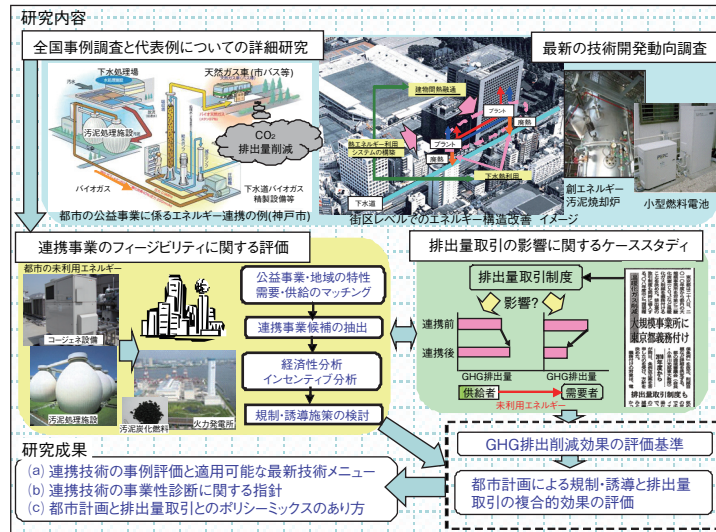 研究内容
全国事例調査と代表例についての詳細研究
最新の技術開発動向調査
下水処理場
天然ガス車(市バス等)
汚泥処理施設
CO2
排出量削減
バイオガス
下水道バイオガス
精製設備等
都市の公益事業に係るエネルギー連携の例(神戸市)
建物間熱融通
プラント
廃熱
熱エネルギー利用
システムの構築
プラント
廃熱
下水熱利用
下水道
街区レベルでのエネルギー構造改善 イメージ
創エネルギー
汚泥焼却炉
小型燃料電池
連携事業のフィージビリティに関する評価
都市の未利用エネルギー
コージェネ設備
汚泥処理施設
汚泥炭化燃料
火力発電所
公益事業・地域の特性
需要・供給のマッチング
連携事業候補の抽出
経済性分析
インセンティブ分析
規制・誘導施策の検討
排出量取引の影響に関するケーススタディ
排出量取引制度
影響?
連携前
連携後
GHG排出量
GHG排出量
供給者
需要者
未利用エネルギー
大規模事業所に
東京都義務付け
排出量取引制度も
GHG排出削減効果の評価基準
都市計画による規制・誘導と排出量
取引の複合的効果の評価
研究成果
(a) 連携技術の事例評価と適用可能な最新技術メニュー
(b) 連携技術の事業性診断に関する指針
(c) 都市計画と排出量取引とのポリシーミックスのあり方